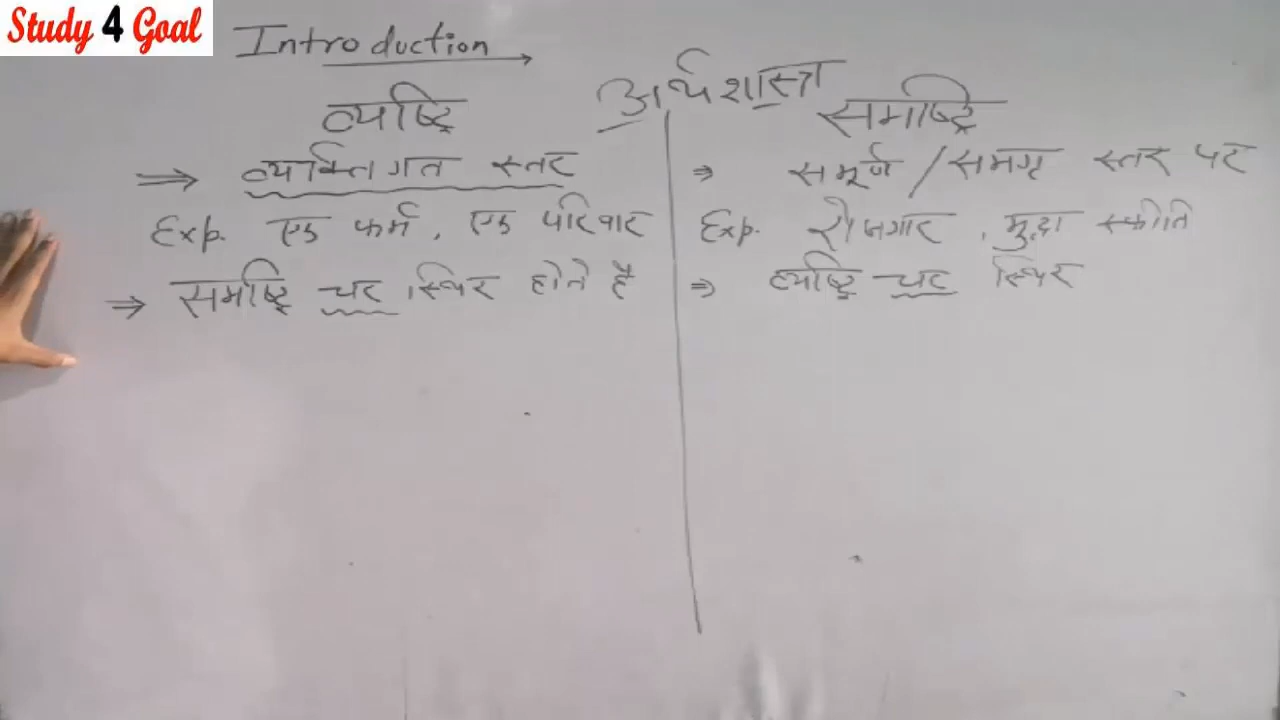 Study 4 Goal
Introduction
अर्थशास्त्र
व्यष्टि
समष्टि
⇒ व्यक्तिगत स्तर
Exp. एक फर्म, एक परिवार
⇒ समष्टि चर स्थिर होते है
⇒ सम्पूर्ण / समग्र स्तर पर
Exp. रोजगार, मुद्रा स्फीति
⇒ व्यष्टि चर स्थिर